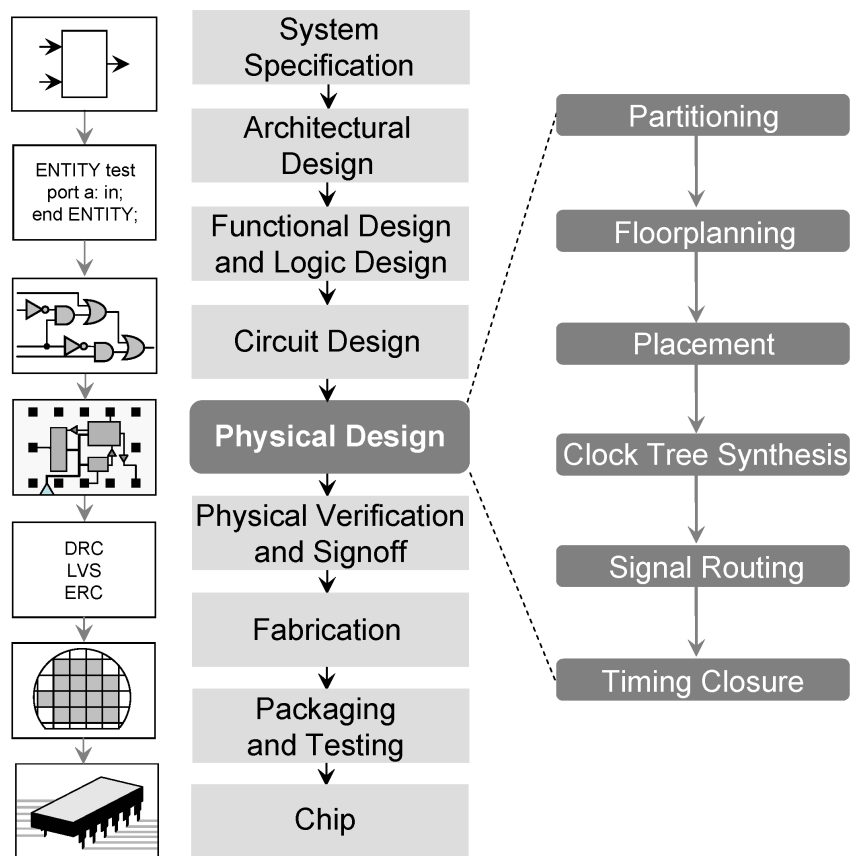 System
Specification
Architectural
Design
Functional Design
and Logic Design
Circuit Design
Physical Design
Physical Verification
and Signoff
Fabrication
Packaging
and Testing
Chip
ENTITY test
port a: in;
end ENTITY;
DRC
LVS
ERC
Partitioning
Floorplanning
Placement
Clock Tree Synthesis
Signal Routing
Timing Closure